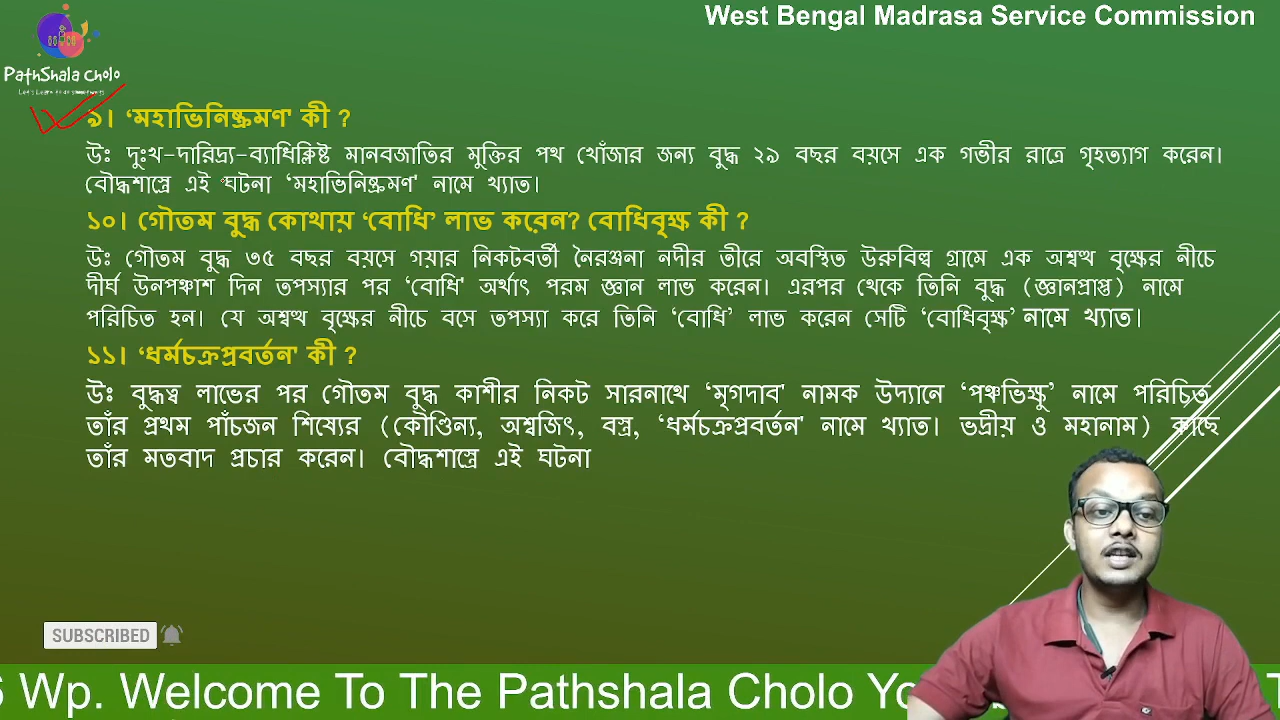 West Bengal Madrasa Service Commission
PathShala Cholo
৯। ‘মহাভিনিষ্ক্রমণ' কী ?
উঃ দুঃখ-দারিদ্র্য-ব্যাধিক্লিষ্ট মানবজাতির মুক্তির পথ খোঁজার জন্য বুদ্ধ ২৯ বছর বয়সে এক গভীর রাত্রে গৃহত্যাগ করেন।
বৌদ্ধশাস্ত্রে এই ঘটনা ‘মহাভিনিষ্ক্রমণ' নামে খ্যাত।
১০। গৌতম বুদ্ধ কোথায় ‘বোধি’ লাভ করেন? বোধিবৃক্ষ কী ?
উঃ গৌতম বুদ্ধ ৩৫ বছর বয়সে গয়ার নিকটবর্তী নৈরঞ্জনা নদীর তীরে অবস্থিত উরুবিল্ব গ্রামে এক অশ্বত্থ বৃক্ষের নীচে
দীর্ঘ উনপঞ্চাশ দিন তপস্যার পর ‘বোধি' অর্থাৎ পরম জ্ঞান লাভ করেন। এরপর থেকে তিনি বুদ্ধ (জ্ঞানপ্রাপ্ত) নামে
পরিচিত হন। যে অশ্বত্থ বৃক্ষের নীচে বসে তপস্যা করে তিনি ‘বোধি’ লাভ করেন সেটি ‘বোধিবৃক্ষ’ নামে খ্যাত।
১১। ‘ধর্মচক্রপ্রবর্তন' কী ?
উঃ বুদ্ধত্ব লাভের পর গৌতম বুদ্ধ কাশীর নিকট সারনাথে ‘মৃগদাব' নামক উদ্যানে ‘পঞ্চভিক্ষু’ নামে পরিচিত
তাঁর প্রথম পাঁচজন শিষ্যের (কৌণ্ডিন্য, অশ্বজিৎ, বস্ত্র, ‘ধর্মচক্রপ্রবর্তন' নামে খ্যাত। ভদ্রীয় ও মহানাম) কাছে
তাঁর মতবাদ প্রচার করেন। বৌদ্ধশাস্ত্রে এই ঘটনা
SUBSCRIBED
Wp. Welcome To The Pathshala Cholo